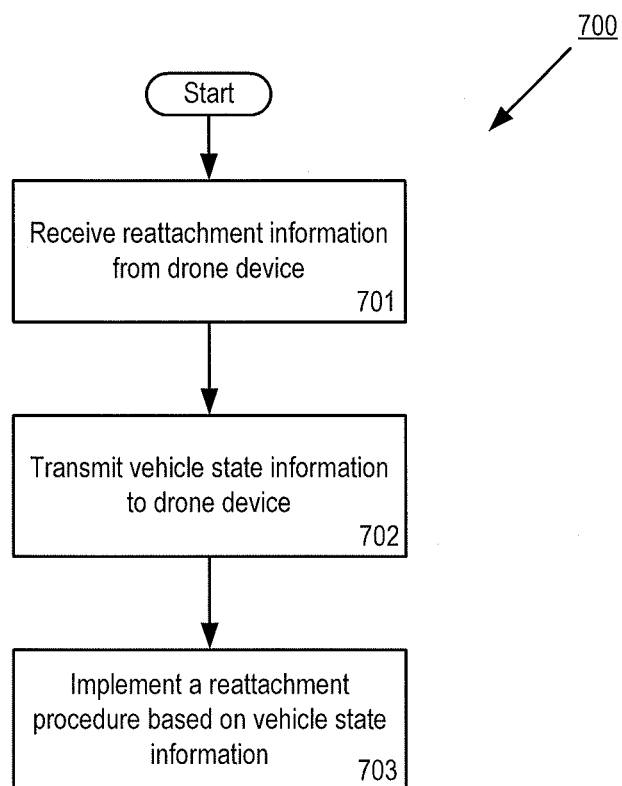 700
Start
Receive reattachment information
from drone device
701
Transmit vehicle state information
to drone device
702
Implement a reattachment
procedure based on vehicle state
information
703